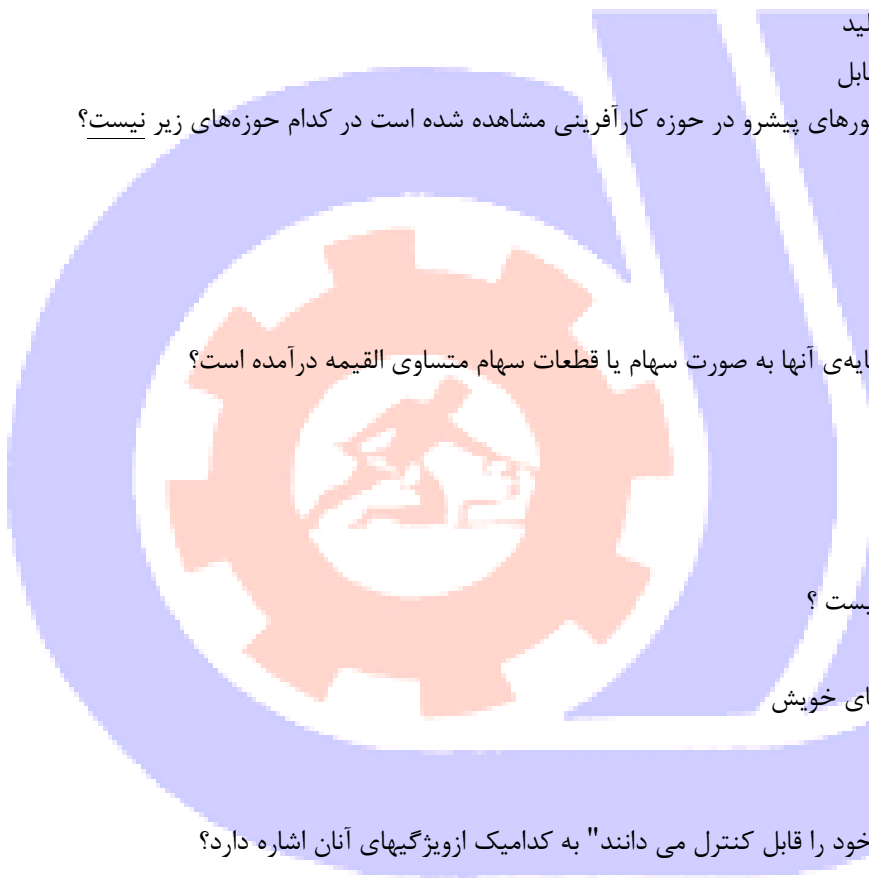 لید
ابل
ورهای پیشرو در حوزه کارآفرینی مشاهده شده است در کدام حوزه‌های زیر نیست؟
ایه‌ی آنها به صورت سهام یا قطعات سهام متساوی القیمه درآمده است؟
یست ؟
ای خویش
خود را قابل کنترل می دانند" به کدامیک ازویژگیهای آنان اشاره دارد؟